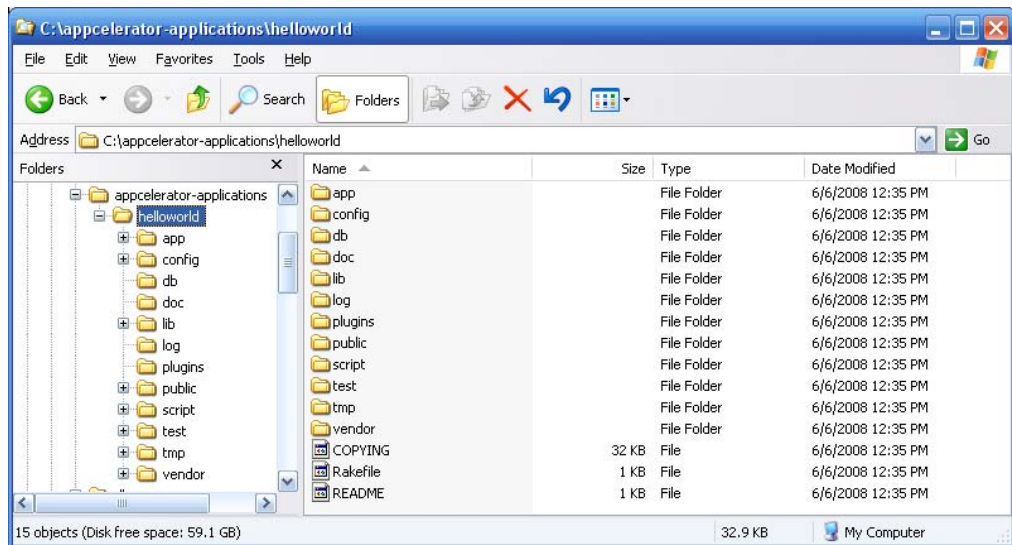 C:\appcelerator-applications\helloworld
File Edit View Favorites Tools Help
Back Search Folders
Address C:\appcelerator-applications\helloworld Go
Folders × Name Size Type Date Modified
appcelerator-applications
helloworld
app
config
db
doc
lib
log
plugins
public
script
test
tmp
vendor
app File Folder 6/6/2008 12:35 PM
config File Folder 6/6/2008 12:35 PM
db File Folder 6/6/2008 12:35 PM
doc File Folder 6/6/2008 12:35 PM
lib File Folder 6/6/2008 12:35 PM
log File Folder 6/6/2008 12:35 PM
plugins File Folder 6/6/2008 12:35 PM
public File Folder 6/6/2008 12:35 PM
script File Folder 6/6/2008 12:35 PM
test File Folder 6/6/2008 12:35 PM
tmp File Folder 6/6/2008 12:35 PM
vendor File Folder 6/6/2008 12:35 PM
COPYING 32 KB File 6/6/2008 12:35 PM
Rakefile 1 KB File 6/6/2008 12:35 PM
README 1 KB File 6/6/2008 12:35 PM
15 objects (Disk free space: 59.1 GB) 32.9 KB My Computer